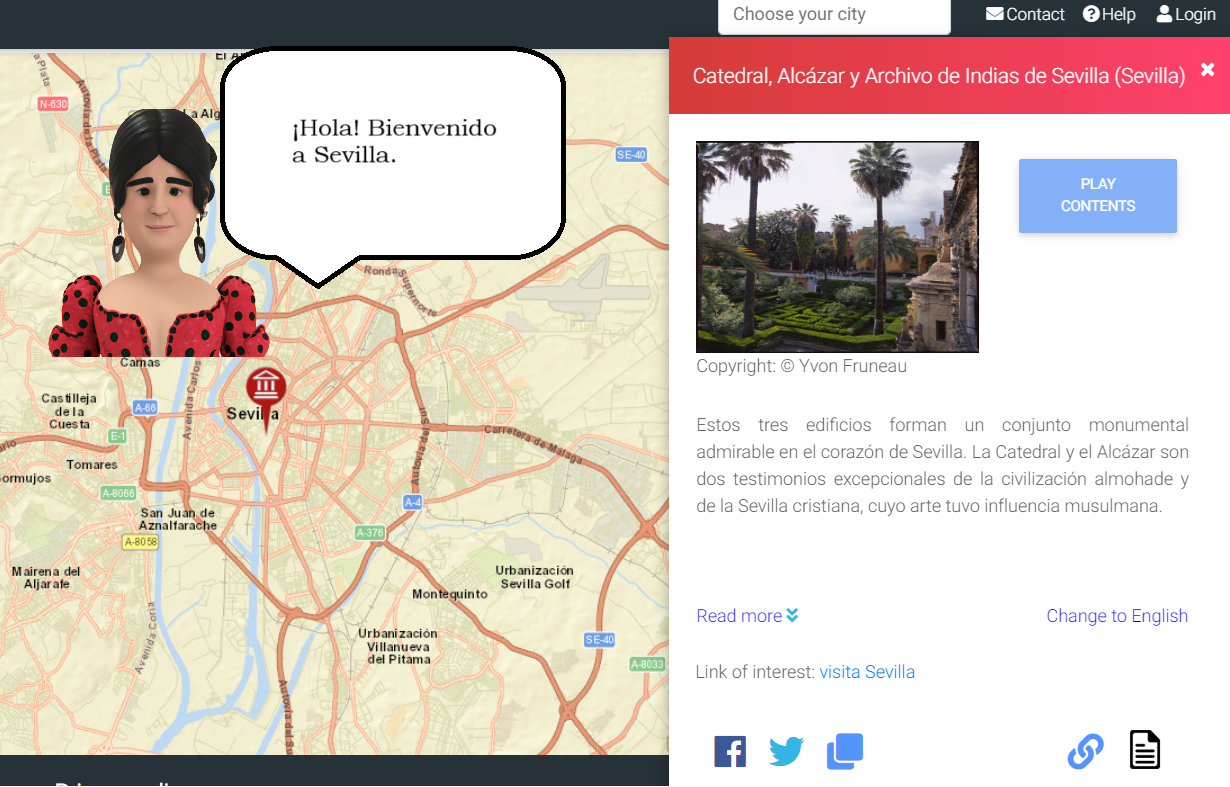 Choose your city
Contact
Help
Login
Catedral, Alcázar y Archivo de Indias de Sevilla (Sevilla)
¡Hola! Bienvenido
a Sevilla.
N-630
SE-40
Ronda Supernorte
Camas
Castilleja
de la
Cuesta
A-66
Avenida Carlos
Sevilla
E-1
Tomares
A-8066
Carretera de Málaga
A-4
San Juan de
Aznalfarache
A-8058
A-376
Mairena del
Aljarafe
Urbanización
Sevilla Golf
Montequinto
Avenida Coria
Urbanización
Villanueva
del Pitama
SE-40
A-8033
PLAY
CONTENTS
Copyright: © Yvon Fruneau
Estos tres edificios forman un conjunto monumental
admirable en el corazón de Sevilla. La Catedral y el Alcázar son
dos testimonios excepcionales de la civilización almohade y
de la Sevilla cristiana, cuyo arte tuvo influencia musulmana.
Read more
Change to English
Link of interest: visita Sevilla